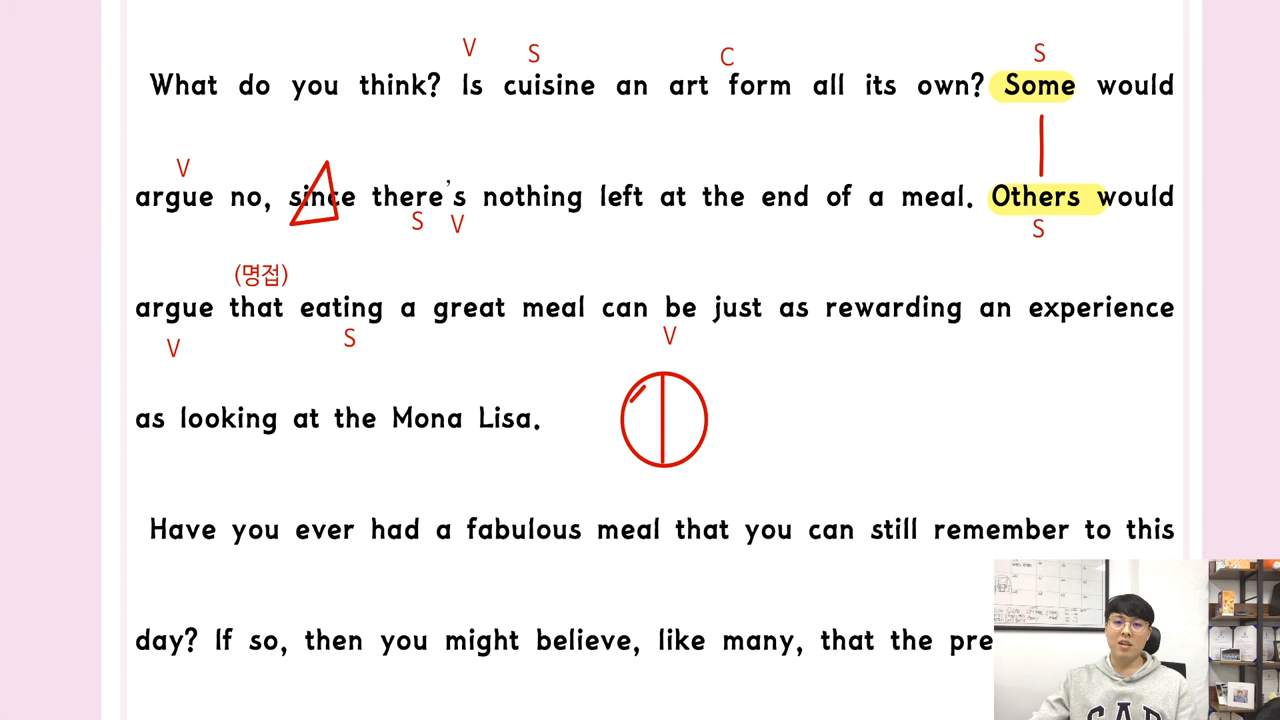 V S C S
What do you think? Is cuisine an art form all its own? Some would
V
argue no, since there's nothing left at the end of a meal. Others would
S V S
(명접)
argue that eating a great meal can be just as rewarding an experience
V S V
as looking at the Mona Lisa.
Have you ever had a fabulous meal that you can still remember to this
day? If so, then you might believe, like many, that the
GAP